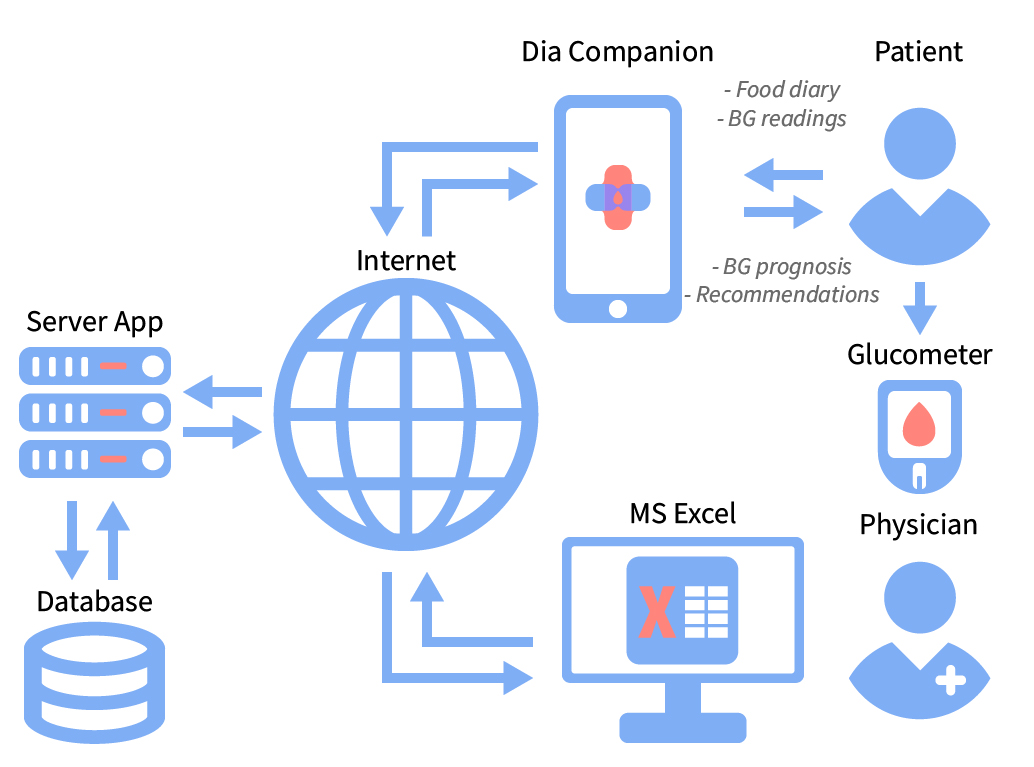 Dia Companion
Patient
- Food diary
- BG readings
Internet
- BG prognosis
- Recommendations
Server App
Glucometer
MS Excel
Physician
Database